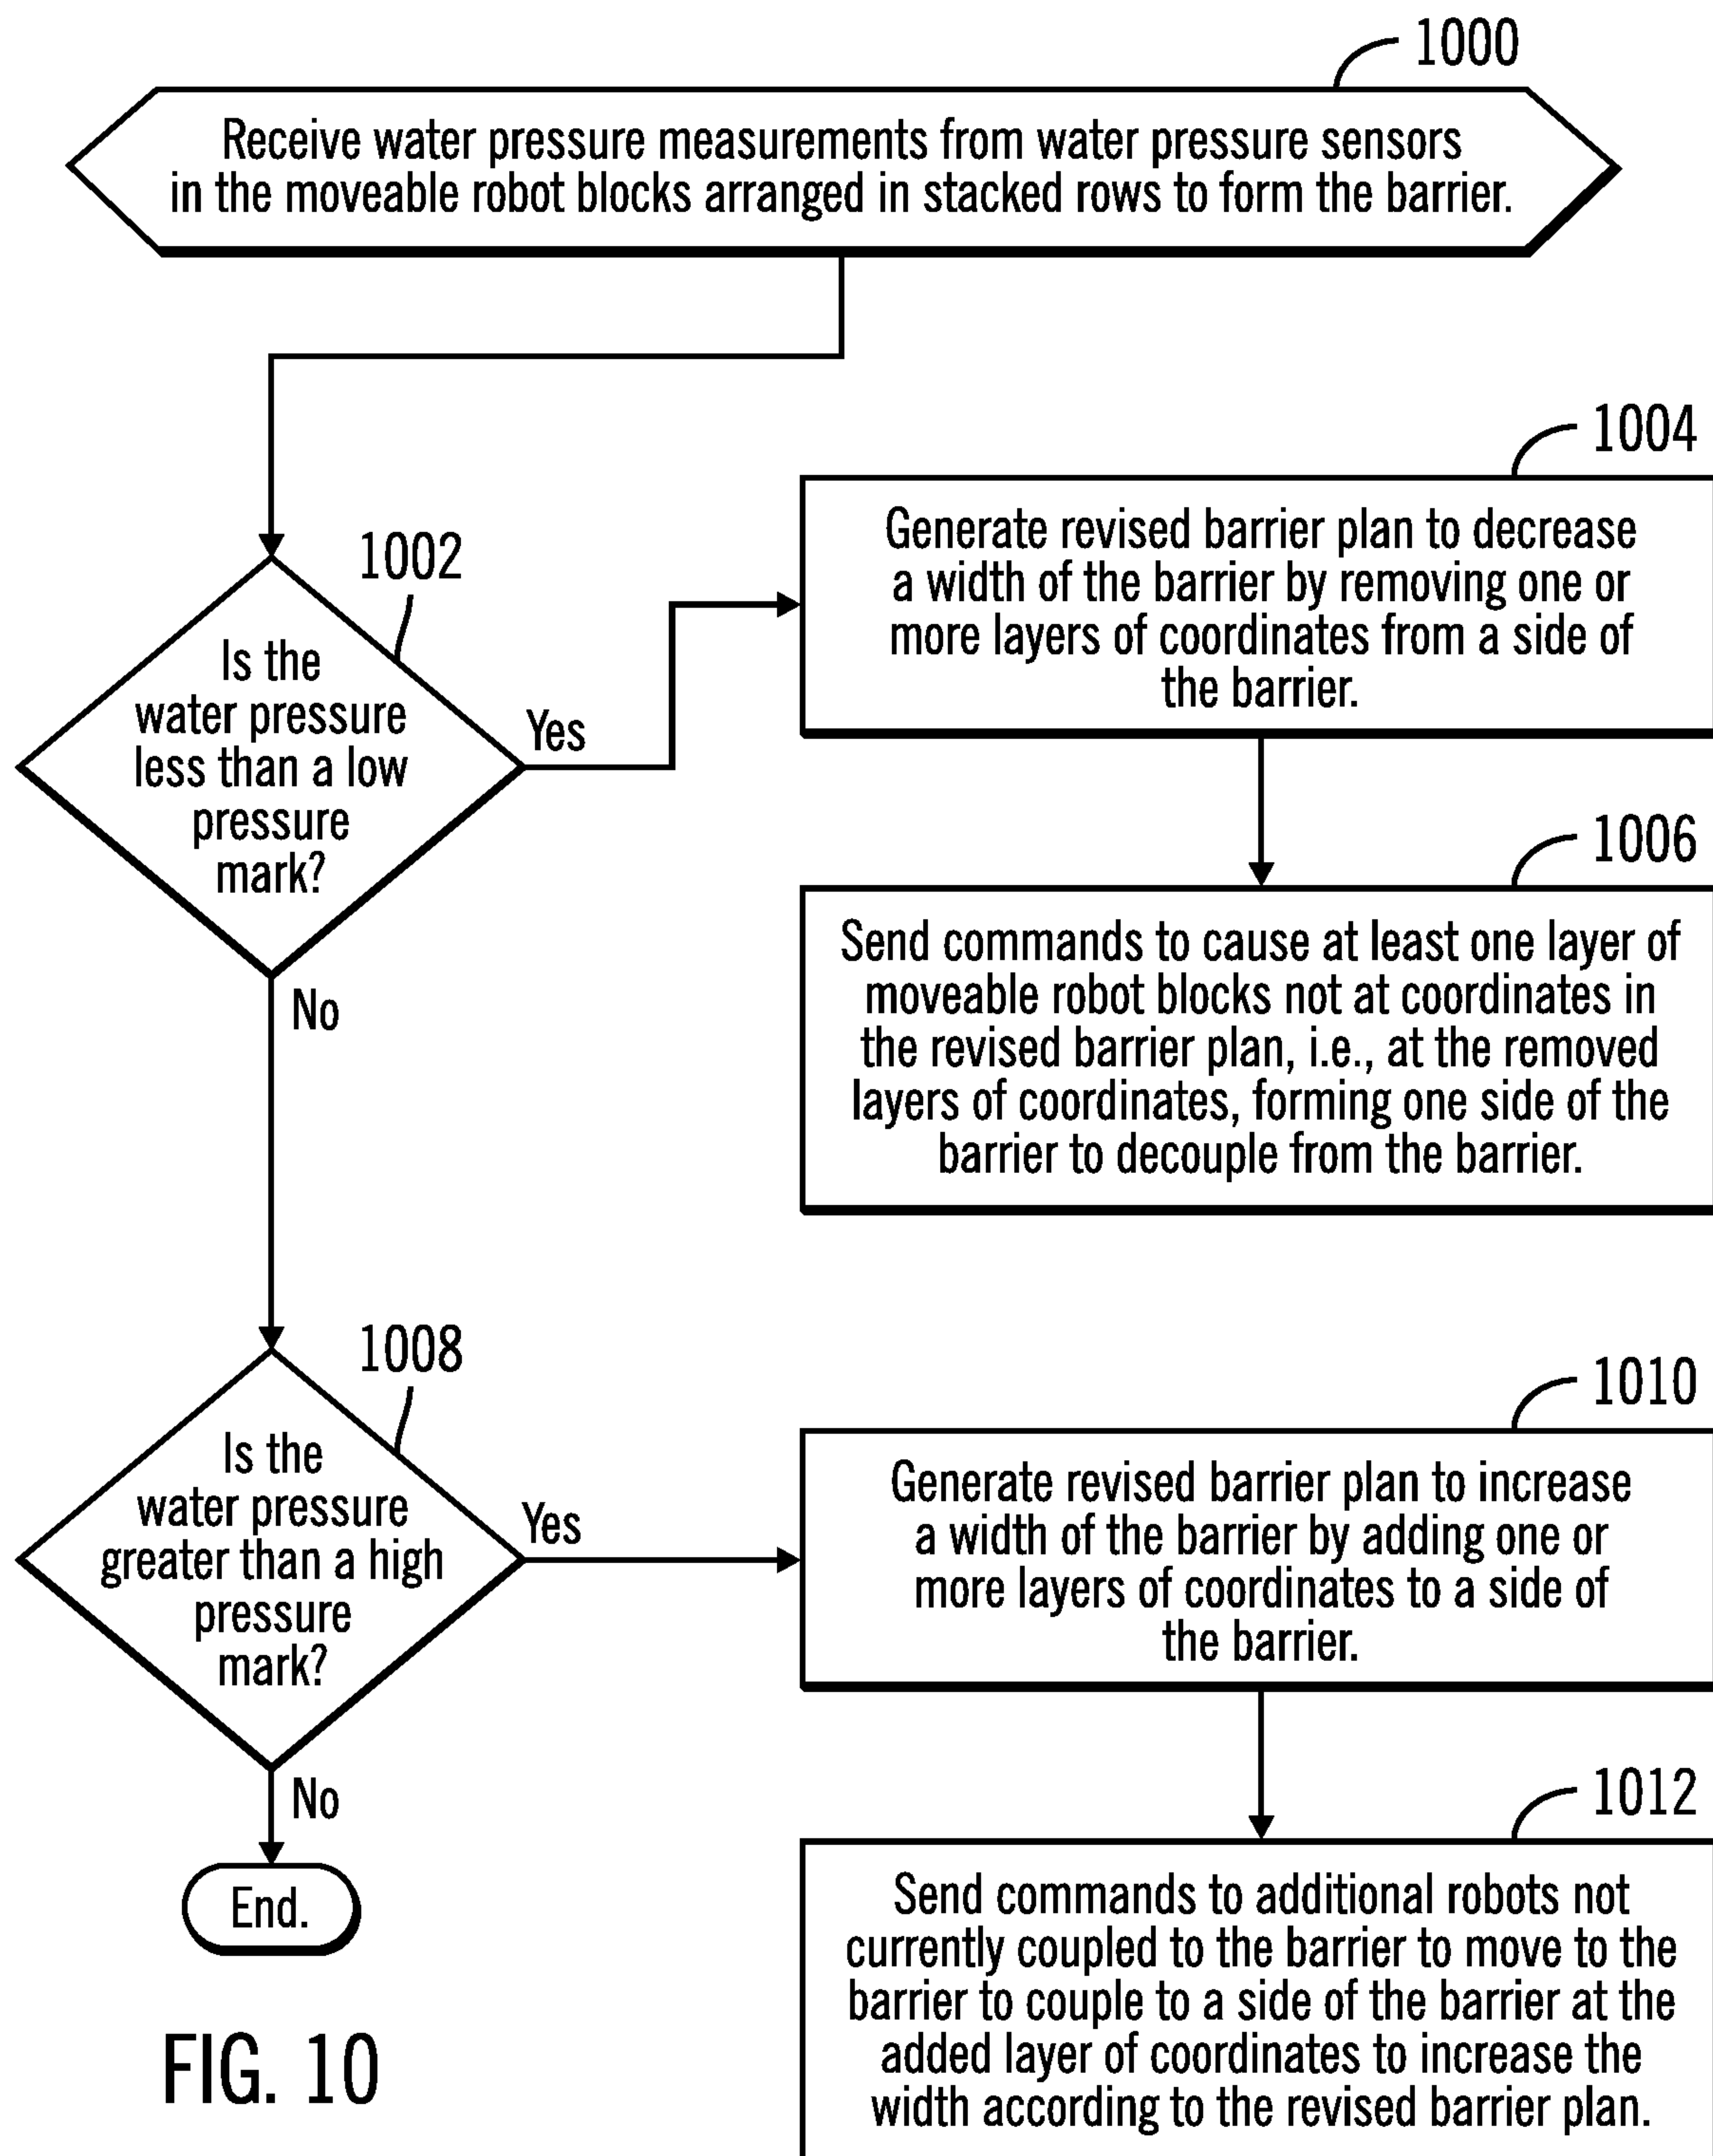 1000
Receive water pressure measurements from water pressure sensors
in the moveable robot blocks arranged in stacked rows to form the barrier.
1002
Is the
water pressure
less than a low
pressure
mark?
Yes
No
1004
Generate revised barrier plan to decrease
a width of the barrier by removing one or
more layers of coordinates from a side of
the barrier.
1006
Send commands to cause at least one layer of
moveable robot blocks not at coordinates in
the revised barrier plan, i.e., at the removed
layers of coordinates, forming one side of the
barrier to decouple from the barrier.
1008
Is the
water pressure
greater than a high
pressure
mark?
Yes
No
End.
1010
Generate revised barrier plan to increase
a width of the barrier by adding one or
more layers of coordinates to a side of
the barrier.
1012
Send commands to additional robots not
currently coupled to the barrier to move to the
barrier to couple to a side of the barrier at the
added layer of coordinates to increase the
width according to the revised barrier plan.
FIG. 10